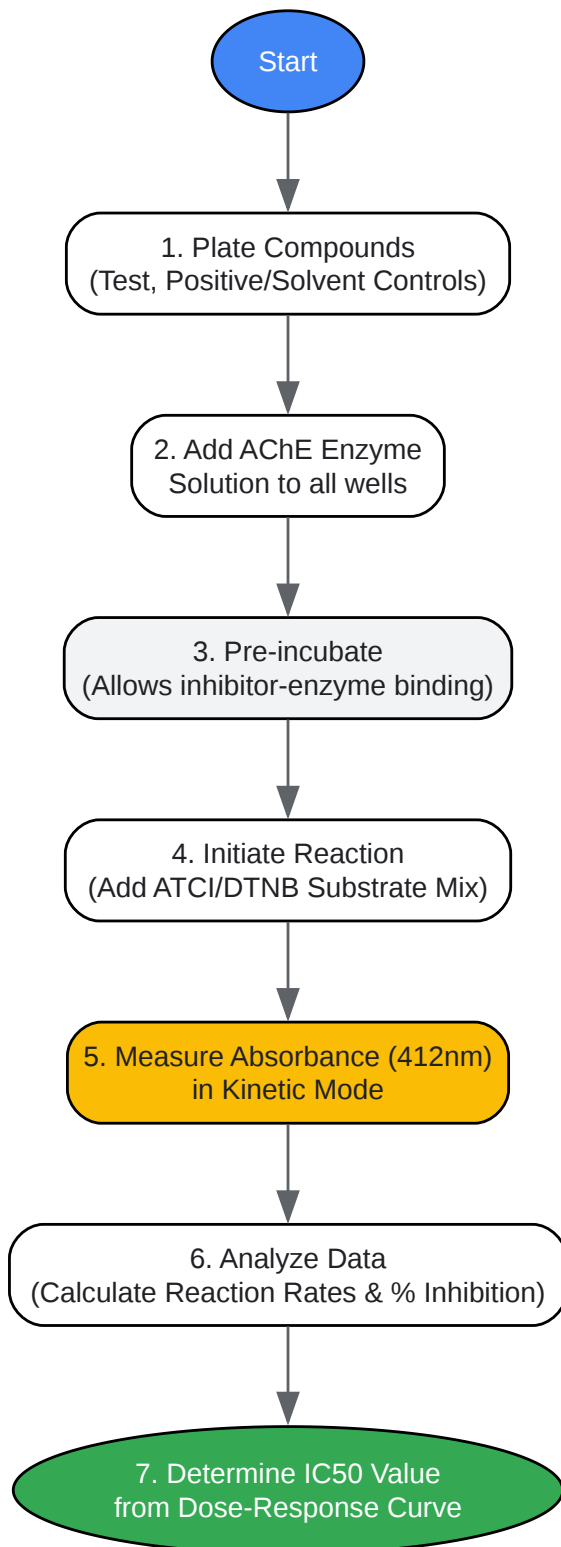 Start
1. Plate Compounds
(Test, Positive/Solvent Controls)
2. Add AChE Enzyme
Solution to all wells
3. Pre-incubate
(Allows inhibitor-enzyme binding)
4. Initiate Reaction
(Add ATCI/DTNB Substrate Mix)
5. Measure Absorbance (412nm)
in Kinetic Mode
6. Analyze Data
(Calculate Reaction Rates & % Inhibition)
7. Determine IC50 Value
from Dose-Response Curve